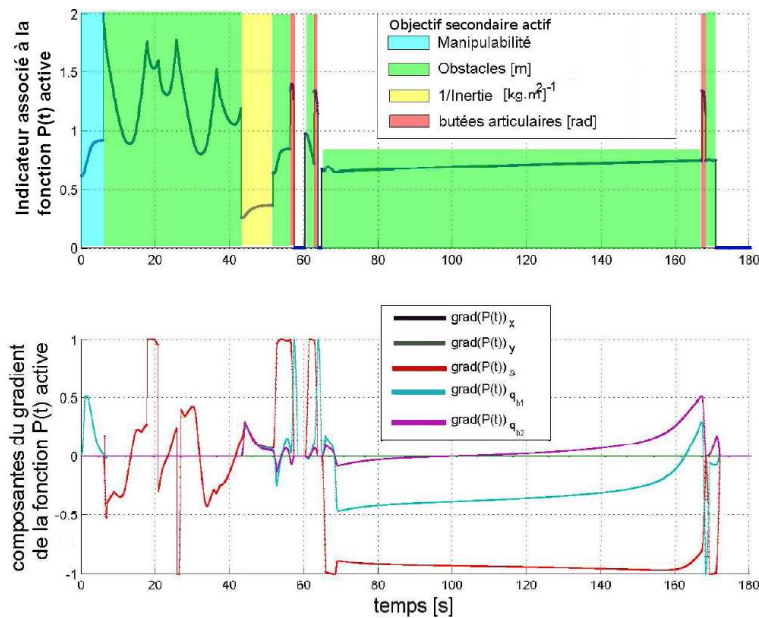 Indicateur associé à la
fonction P(t) active
2
1.5
1
0.5
0
0
20
40
60
80
100
120
140
160
180
Objectif secondaire actif
Manipulabilité
Obstacles [m]
1/Inertie [kg.m²]-1
butées articulaires [rad]
composantes du gradient
de la fonction P(t) active
1
0.5
0
-0.5
-1
0
20
40
60
80
100
120
140
160
180
temps [s]
grad(P(t)) x
grad(P(t)) y
grad(P(t)) a
grad(P(t)) q b1
grad(P(t)) q b2